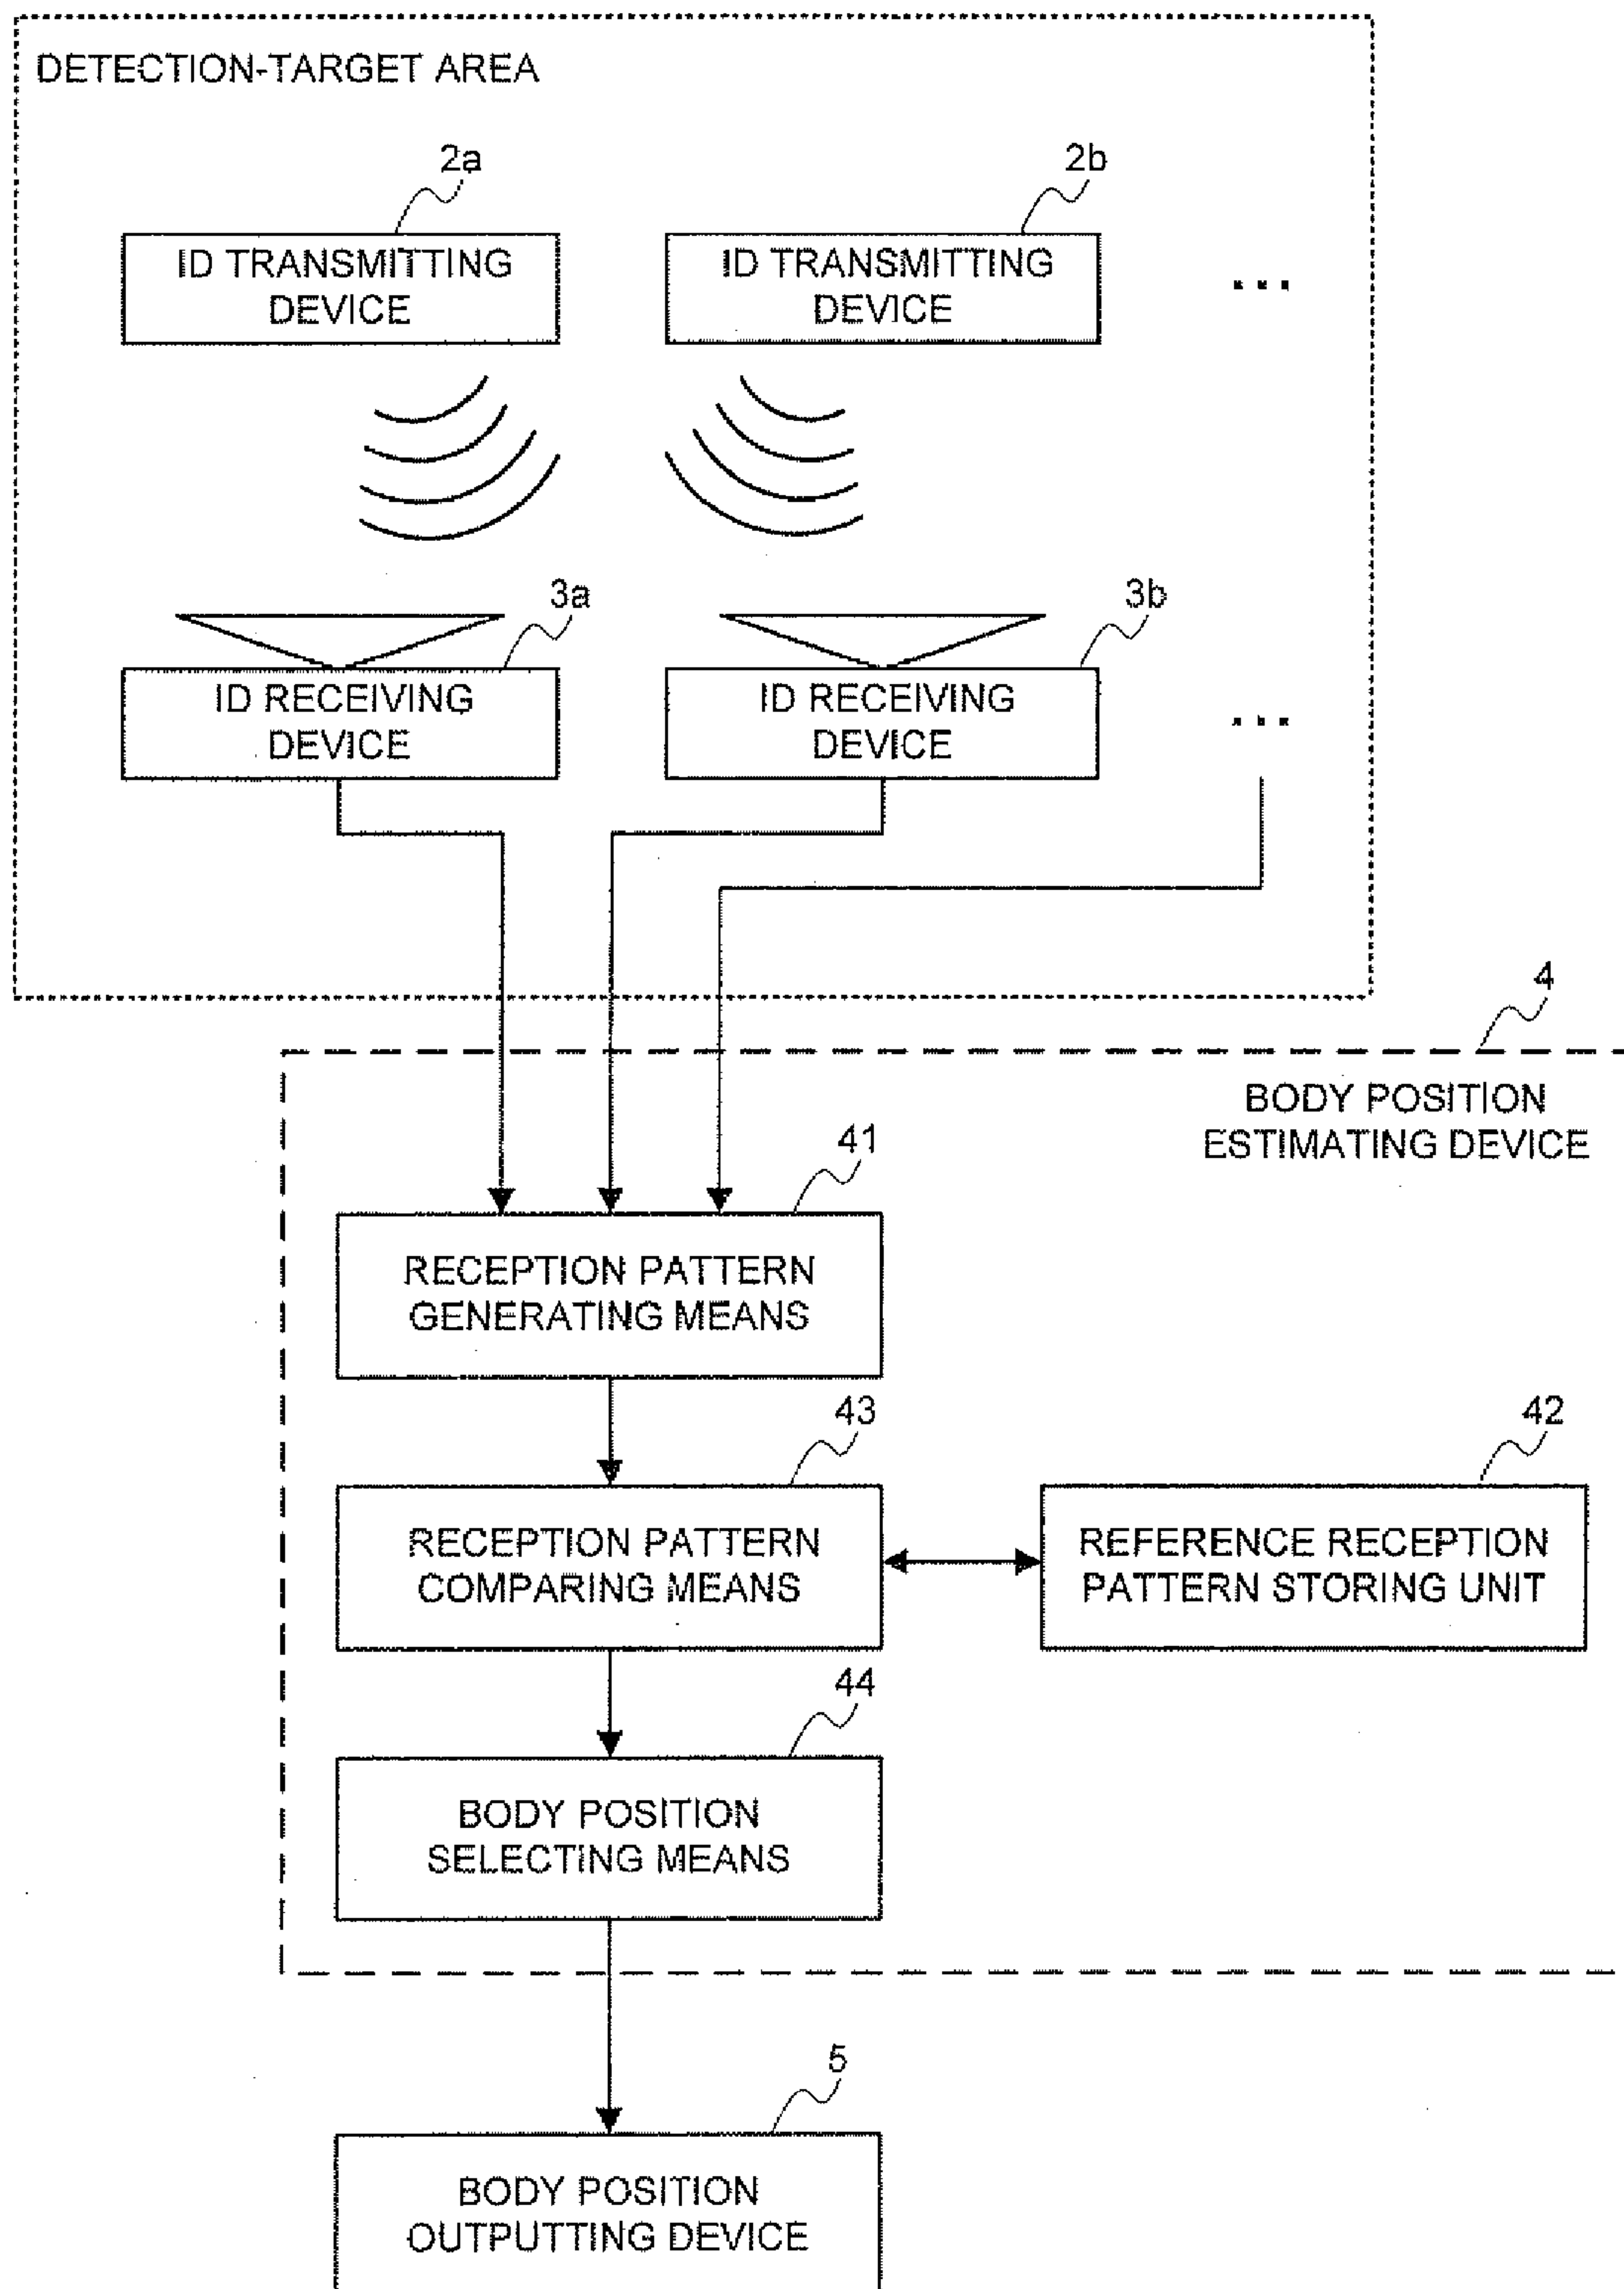 DETECTION-TARGET AREA
2a
2b
ID TRANSMITTING
DEVICE
ID TRANSMITTING
DEVICE
...
3a
3b
ID RECEIVING
DEVICE
ID RECEIVING
DEVICE
...
4
BODY POSITION
ESTIMATING DEVICE
41
RECEPTION PATTERN
GENERATING MEANS
43
42
RECEPTION PATTERN
COMPARING MEANS
REFERENCE RECEPTION
PATTERN STORING UNIT
44
BODY POSITION
SELECTING MEANS
5
BODY POSITION
OUTPUTTING DEVICE